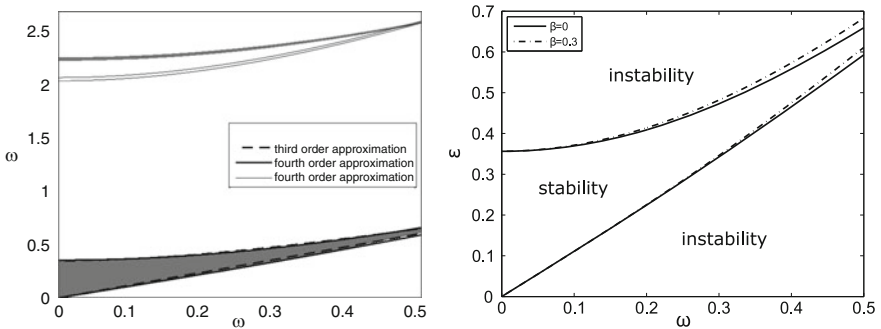 2.5
2
1.5
ω
1
0.5
0
third order approximation
fourth order approximation
fourth order approximation
0 0.1 0.2 0.3 0.4 0.5
ω
0.7
0.6
0.5
0.4
ε
0.3
0.2
0.1
0
β=0
β=0.3
instability
stability
instability
0 0.1 0.2 0.3 0.4 0.5
ω